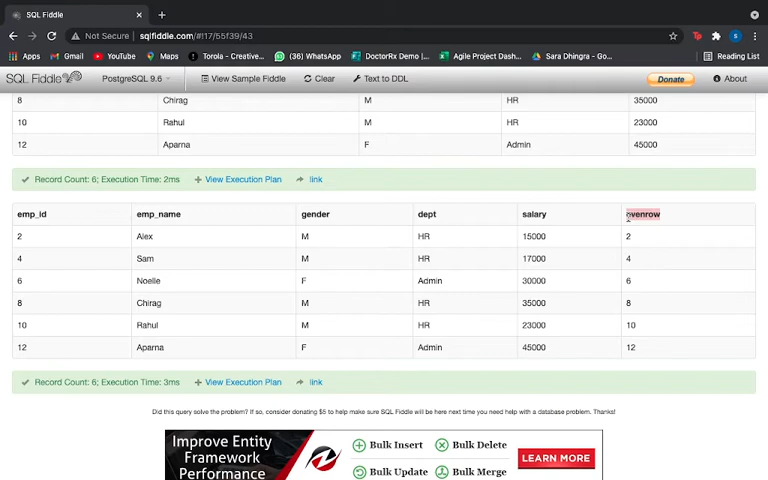 SQL Fiddle
Not Secure | sqlfiddle.com/#!17/55f39/43
Apps Gmail YouTube Maps Torola - Creative... (36) WhatsApp DoctorRx Demo |... Agile Project Dash... Sara Dhingra - Go... Reading List
SQL Fiddle PostgreSQL 9.6 View Sample Fiddle Clear Text to DDL Donate About
8 Chirag M HR 35000
10 Rahul M HR 23000
12 Aparna F Admin 45000
Record Count: 6; Execution Time: 2ms View Execution Plan link
emp_id emp_name gender dept salary evenrow
2 Alex M HR 15000 2
4 Sam M HR 17000 4
6 Noelle F Admin 30000 6
8 Chirag M HR 35000 8
10 Rahul M HR 23000 10
12 Aparna F Admin 45000 12
Record Count: 6; Execution Time: 3ms View Execution Plan link
Did this query solve the problem? If so, consider donating $5 to help make sure SQL Fiddle will be here next time you need help with a database problem. Thanks!
Improve Entity
Framework
Performance
Bulk Insert Bulk Delete
Bulk Update Bulk Merge
LEARN MORE